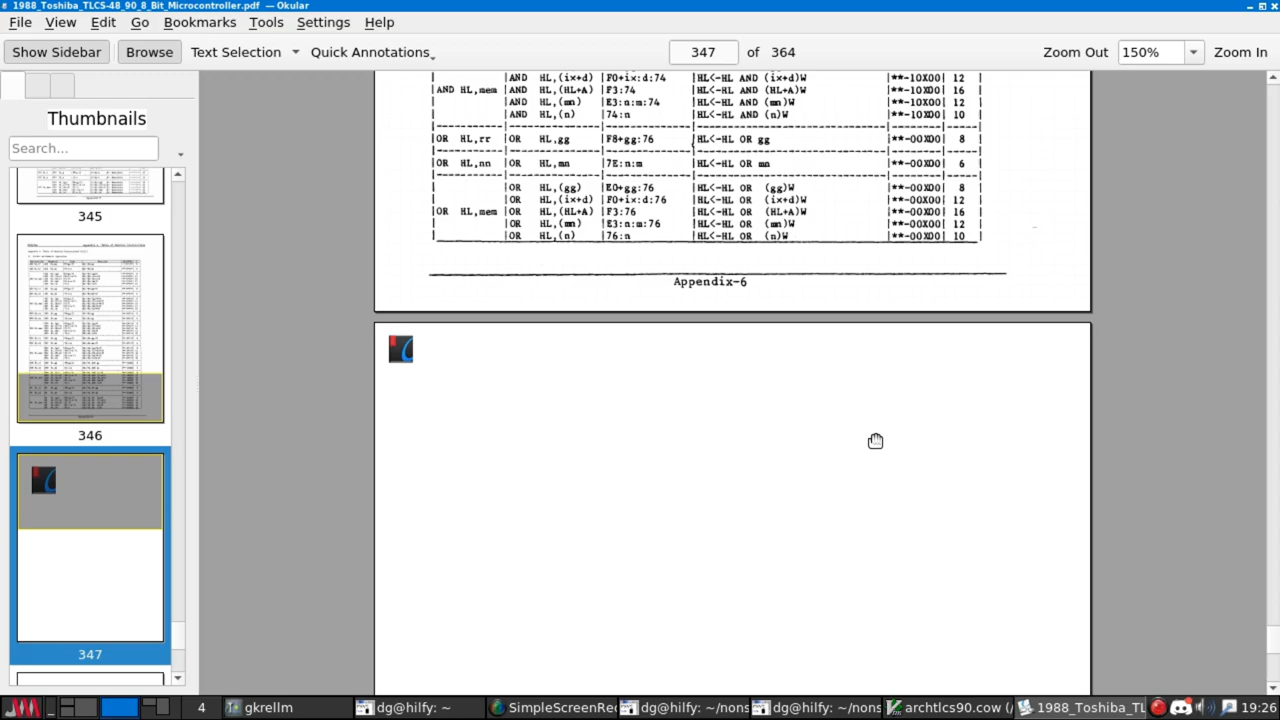 1988_Toshiba_TLCS-48_90_8_Bit_Microcontroller.pdf — Okular
File View Edit Go Bookmarks Tools Settings Help
Show Sidebar Browse Text Selection Quick Annotations 347 of 364 Zoom Out 150% Zoom In
Thumbnails
Search...
345
346
347
|AND HL,(ix+d) |F0+ix:d:74 |HL<-HL AND (ix+d)W |**-10X00| 12 |
|AND HL,mem |AND HL,(HL+A) |F3:74 |HL<-HL AND (HL+A)W |**-10X00| 16 |
|AND HL,(mn) |E3:n:m:74 |HL<-HL AND (mn)W |**-10X00| 12 |
|AND HL,(n) |74:n |HL<-HL AND (n)W |**-10X00| 10 |
|OR HL,rr |OR HL,gg |F8+gg:76 |HL<-HL OR gg |**-00X00| 8 |
|OR HL,nn |OR HL,mn |7E:n:m |HL<-HL OR mn |**-00X00| 6 |
|OR HL,(gg) |E0+gg:76 |HL<-HL OR (gg)W |**-00X00| 8 |
|OR HL,(ix+d) |F0+ix:d:76 |HL<-HL OR (ix+d)W |**-00X00| 12 |
|OR HL,mem |OR HL,(HL+A) |F3:76 |HL<-HL OR (HL+A)W |**-00X00| 16 |
|OR HL,(mn) |E3:n:m:76 |HL<-HL OR (mn)W |**-00X00| 12 |
|OR HL,(n) |76:n |HL<-HL OR (n)W |**-00X00| 10 |
Appendix-6
4 gkrellm dg@hilfy: ~ SimpleScreenRec dg@hilfy: ~/nons dg@hilfy: ~/nons archtlcs90.cow (/ 1988_Toshiba_TL 19:26